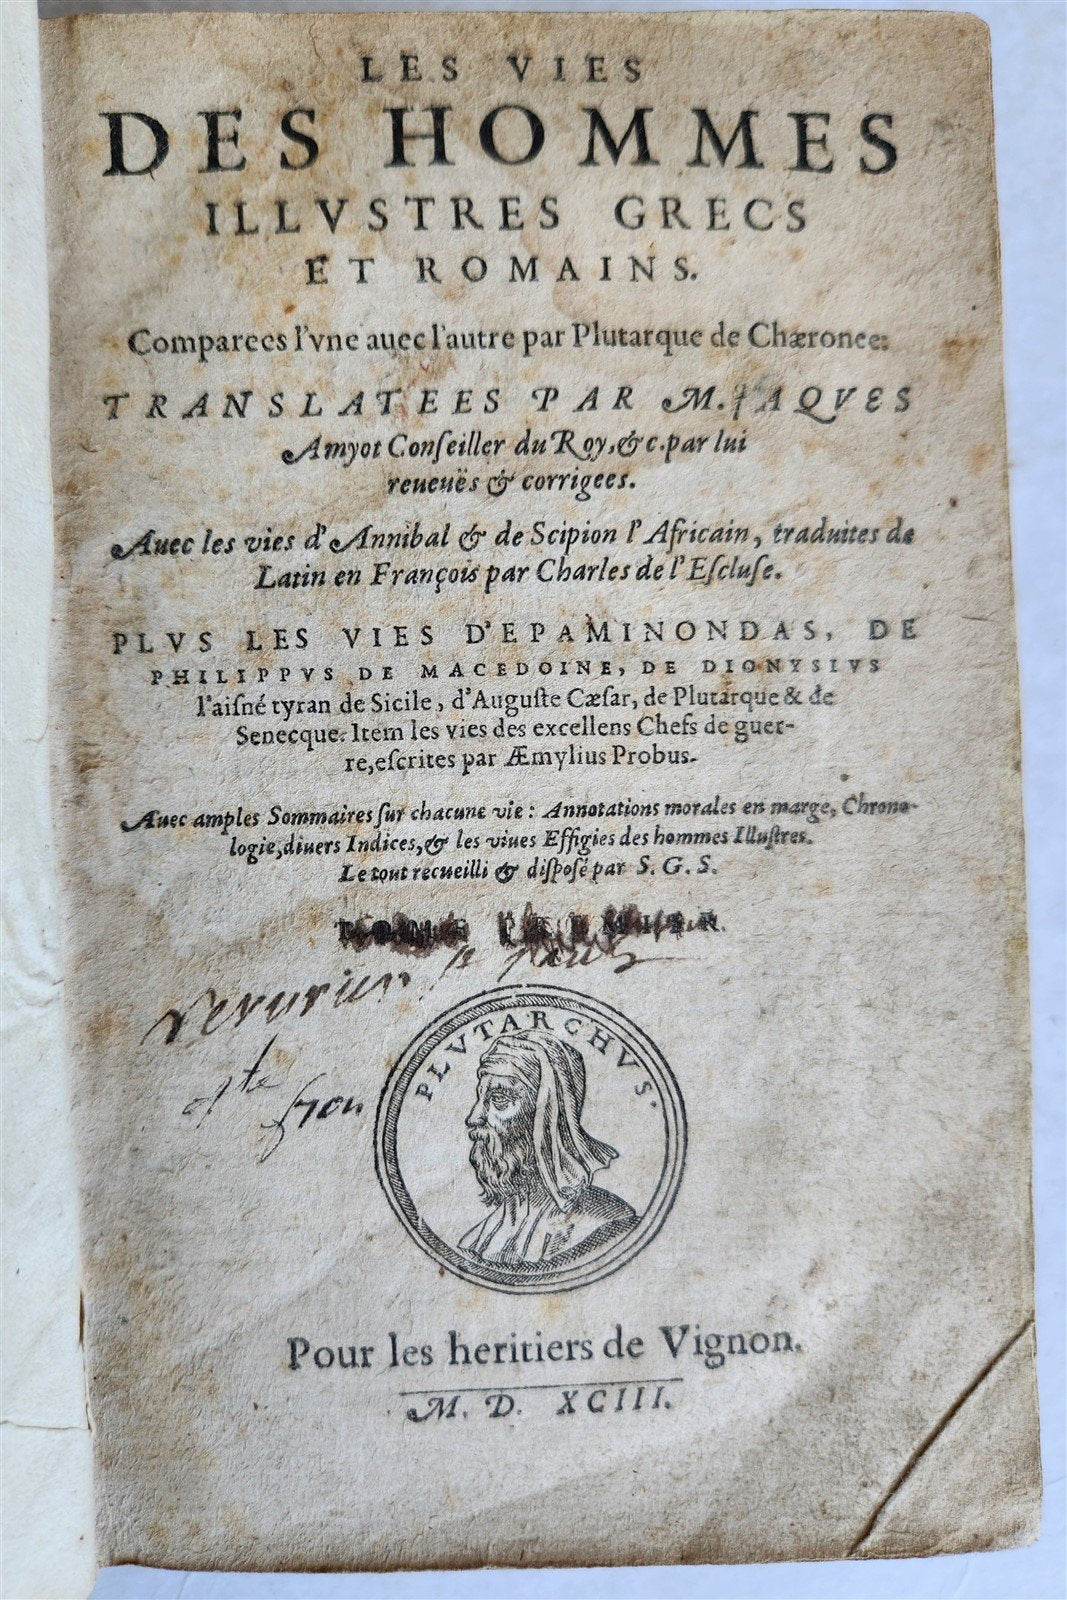 LES VIES
DES HOMMES
ILLVSTRES GRECS
ET ROMAINS.
Comparees l'vne auec l'autre par Plutarque de Chæronee:
TRANSLATEES PAR M. IAQVES
Amyot Conſeiller du Roy, &c. par lui
reueuës & corrigees.
Auec les vies d'Annibal & de Scipion l'Africain, traduites de
Latin en François par Charles de l'Eſcluſe.
PLVS LES VIES D'EPAMINONDAS, DE
PHILIPPVS DE MACEDOINE, DE DIONYSIVS
l'aiſné tyran de Sicile, d'Auguſte Cæſar, de Plutarque & de
Senecque. Item les vies des excellens Chefs de guer-
re, eſcrites par Æmylius Probus.
Auec amples Sommaires ſur chacune vie: Annotations morales en marge, Chrono-
logie, diuers Indices, & les viues Effigies des hommes Illuſtres.
Le tout recueilli & diſpoſé par S. G. S.
TOME PREMIER.
PLVTARCHVS.
Pour les heritiers de Vignon.
M. D. XCIII.